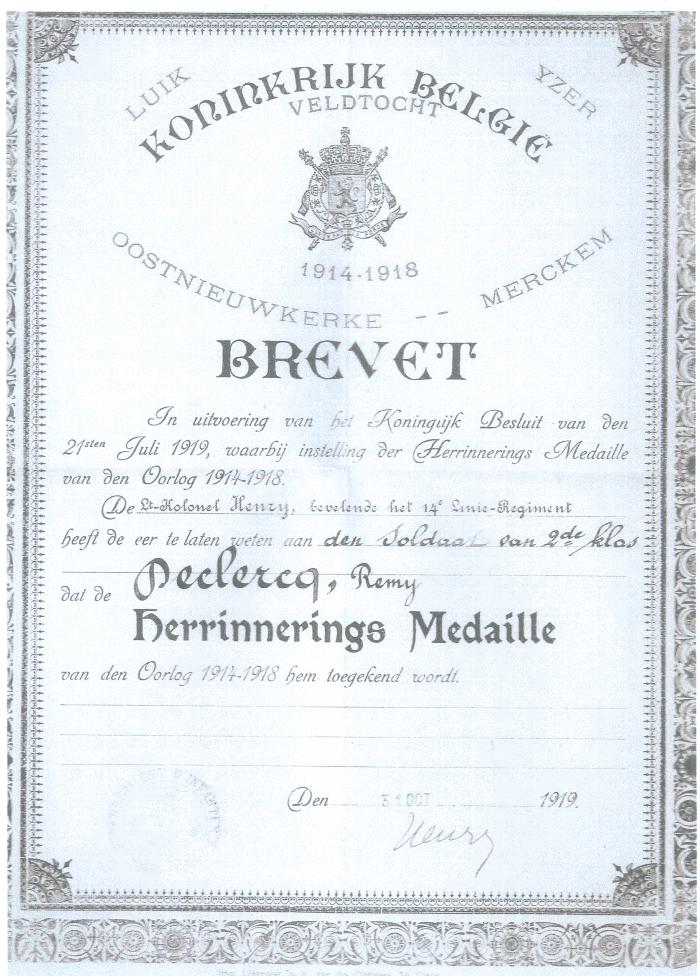 LUIK
YZER
KONINKRIJK BELGIË
VELDTOCHT
1914-1918
OOSTNIEUWKERKE -- MERCKEM
BREVET
In uitvoering van het Koninglijk Besluit van den
21sten Juli 1919, waarbij instelling der Herrinnerings Medaille
van den Oorlog 1914-1918.
De Lt-Kolonel Henry, bevelende het 14e Linie-Regiment
heeft de eer te laten weten aan den Soldaat van 2de klas
Declercq, Remy
dat de
Herrinnerings Medaille
van den Oorlog 1914-1918 hem toegekend wordt.
Den 31 OCT 1919.
Henry